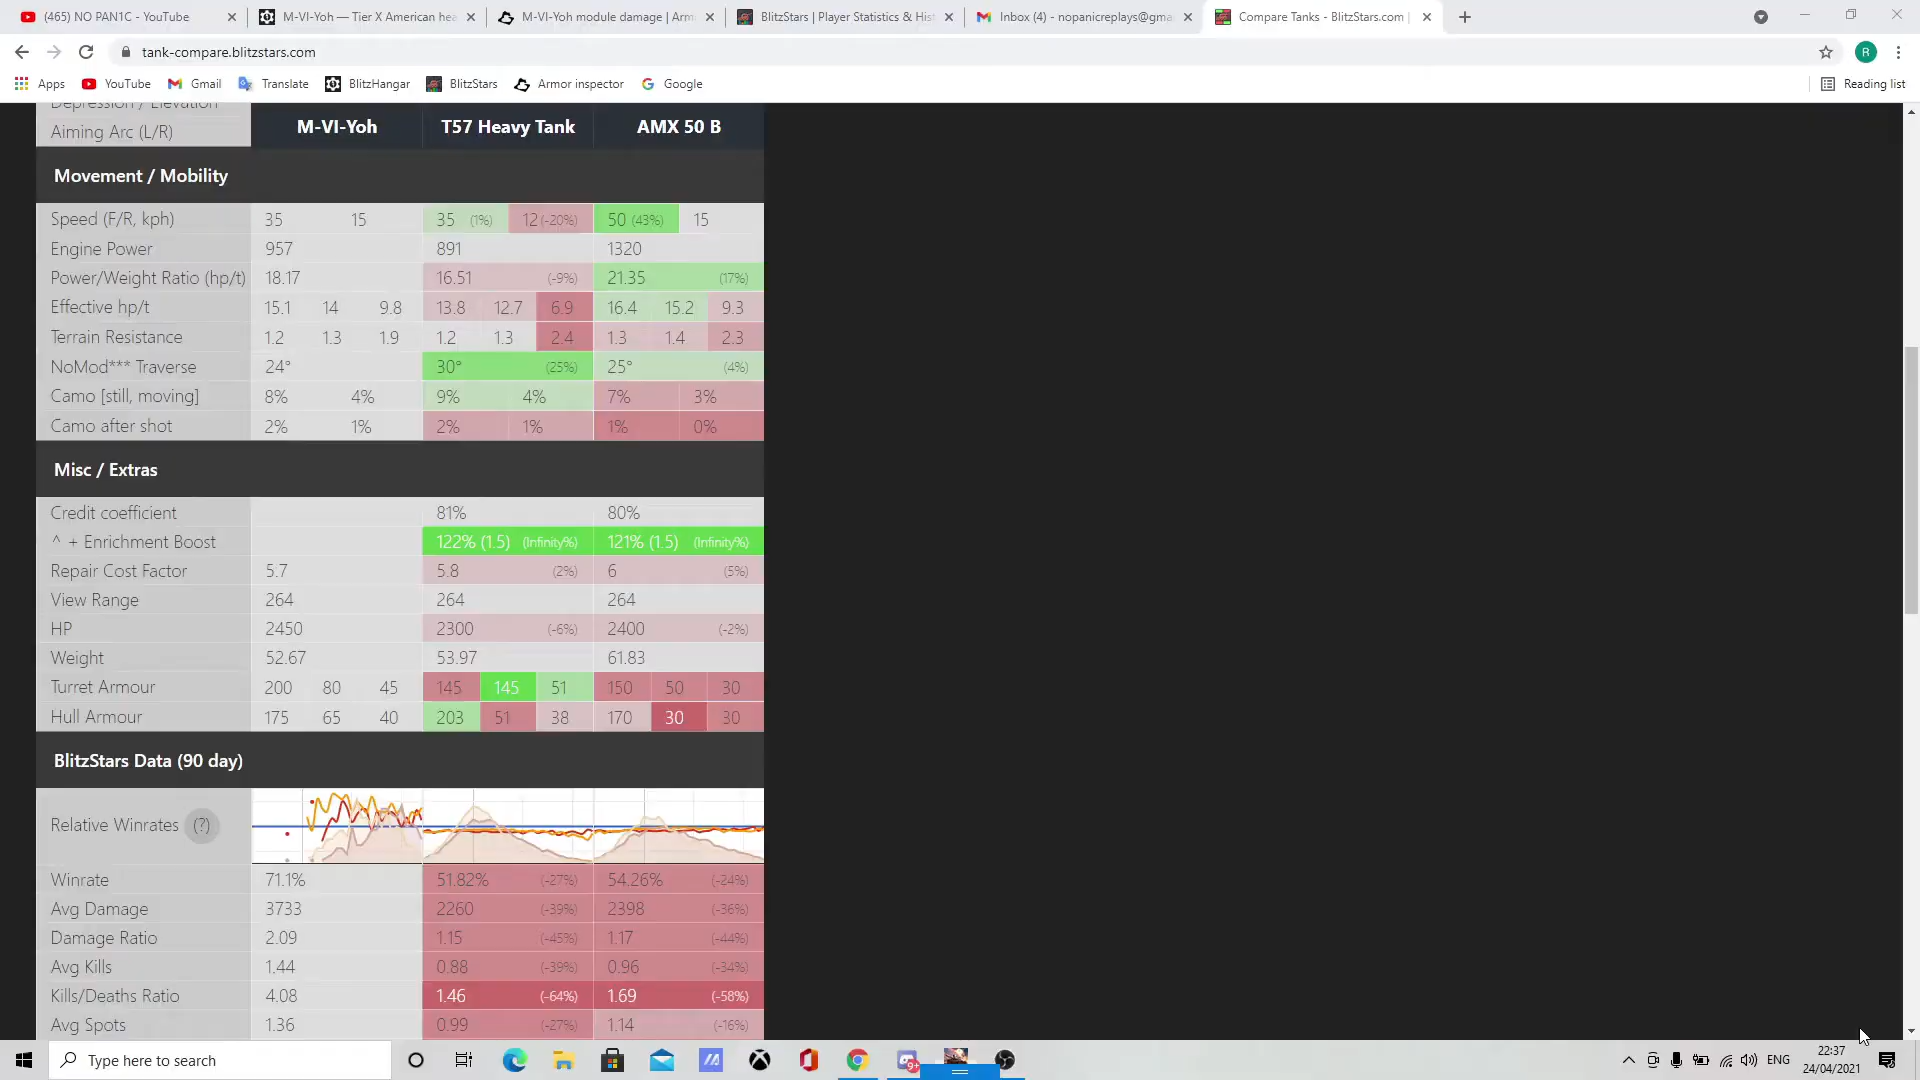 (465) NO PAN1C - YouTube
M-VI-Yoh — Tier X American hea
M-VI-Yoh module damage | Arm
BlitzStars | Player Statistics & His
Inbox (4) - nopanicreplays@gma
Compare Tanks - BlitzStars.com |
tank-compare.blitzstars.com
R
Apps YouTube Gmail Translate BlitzHangar BlitzStars Armor inspector Google Reading list
Depression / Elevation
Aiming Arc (L/R) M-VI-Yoh T57 Heavy Tank AMX 50 B
Movement / Mobility
Speed (F/R, kph) 35 15 35 (1%) 12 (-20%) 50 (43%) 15
Engine Power 957 891 1320
Power/Weight Ratio (hp/t) 18.17 16.51 (-9%) 21.35 (17%)
Effective hp/t 15.1 14 9.8 13.8 12.7 6.9 16.4 15.2 9.3
Terrain Resistance 1.2 1.3 1.9 1.2 1.3 2.4 1.3 1.4 2.3
NoMod*** Traverse 24° 30° (25%) 25° (4%)
Camo [still, moving] 8% 4% 9% 4% 7% 3%
Camo after shot 2% 1% 2% 1% 1% 0%
Misc / Extras
Credit coefficient 81% 80%
^ + Enrichment Boost 122% (1.5) (Infinity%) 121% (1.5) (Infinity%)
Repair Cost Factor 5.7 5.8 (2%) 6 (5%)
View Range 264 264 264
HP 2450 2300 (-6%) 2400 (-2%)
Weight 52.67 53.97 61.83
Turret Armour 200 80 45 145 145 51 150 50 30
Hull Armour 175 65 40 203 51 38 170 30 30
BlitzStars Data (90 day)
Relative Winrates (?)
Winrate 71.1% 51.82% (-27%) 54.26% (-24%)
Avg Damage 3733 2260 (-39%) 2398 (-36%)
Damage Ratio 2.09 1.15 (-45%) 1.17 (-44%)
Avg Kills 1.44 0.88 (-39%) 0.96 (-34%)
Kills/Deaths Ratio 4.08 1.46 (-64%) 1.69 (-58%)
Avg Spots 1.36 0.99 (-27%) 1.14 (-16%)
Type here to search
9+
ENG
22:37
24/04/2021